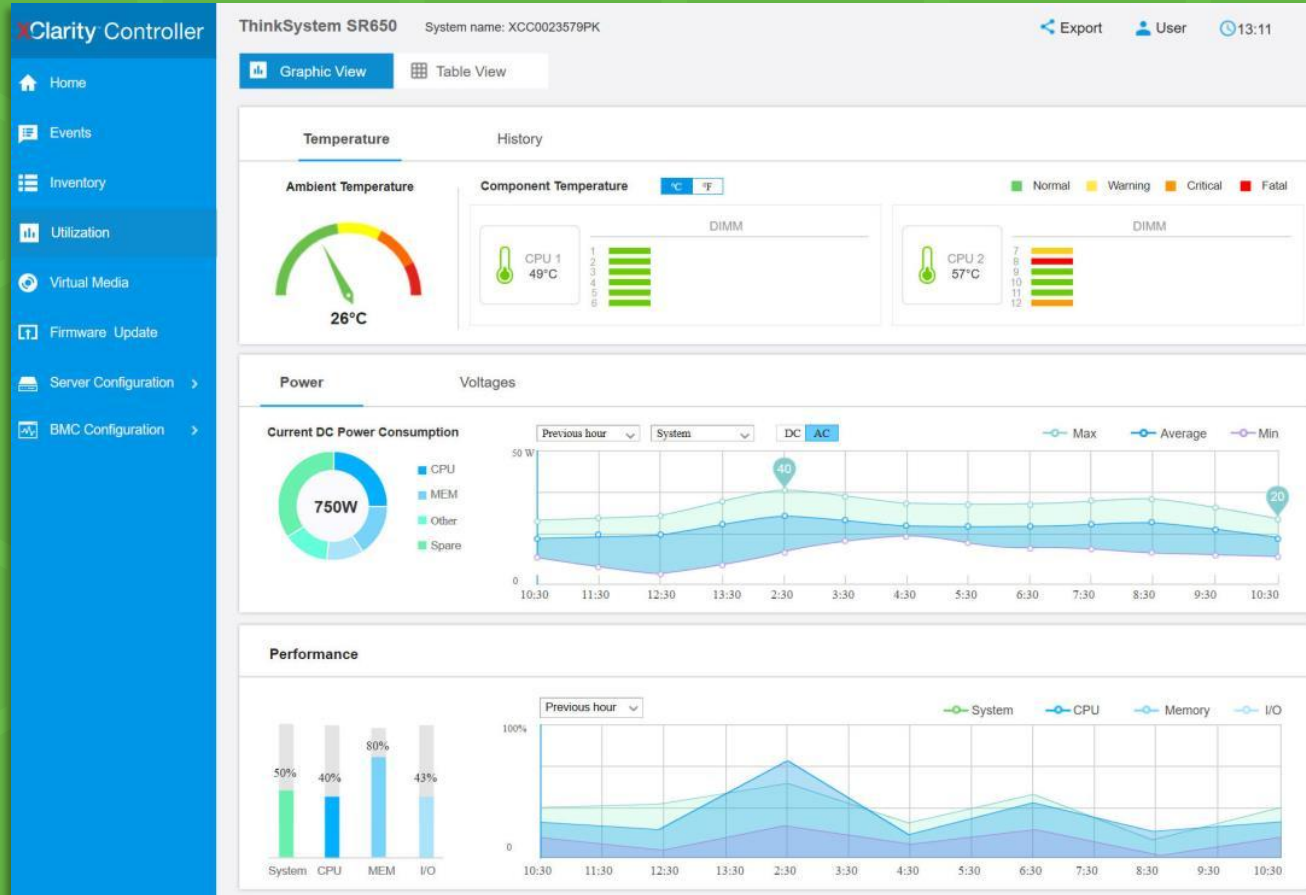 XClarity Controller
Home
Events
Inventory
Utilization
Virtual Media
Firmware Update
Server Configuration >
BMC Configuration >
ThinkSystem SR650 System name: XCC0023579PK
Export User 13:11
Graphic View Table View
Temperature History
Ambient Temperature
26°C
Component Temperature °C °F
Normal Warning Critical Fatal
DIMM
CPU 1
49°C
1
2
3
4
5
6
DIMM
CPU 2
57°C
7
8
9
10
11
12
Power Voltages
Current DC Power Consumption
750W
CPU
MEM
Other
Spare
Previous hour System DC AC
Max Average Min
50 W
40
20
0
10:30 11:30 12:30 13:30 2:30 3:30 4:30 5:30 6:30 7:30 8:30 9:30 10:30
Performance
50% 40% 80% 43%
System CPU MEM I/O
Previous hour
System CPU Memory I/O
100%
0
10:30 11:30 12:30 13:30 2:30 3:30 4:30 5:30 6:30 7:30 8:30 9:30 10:30